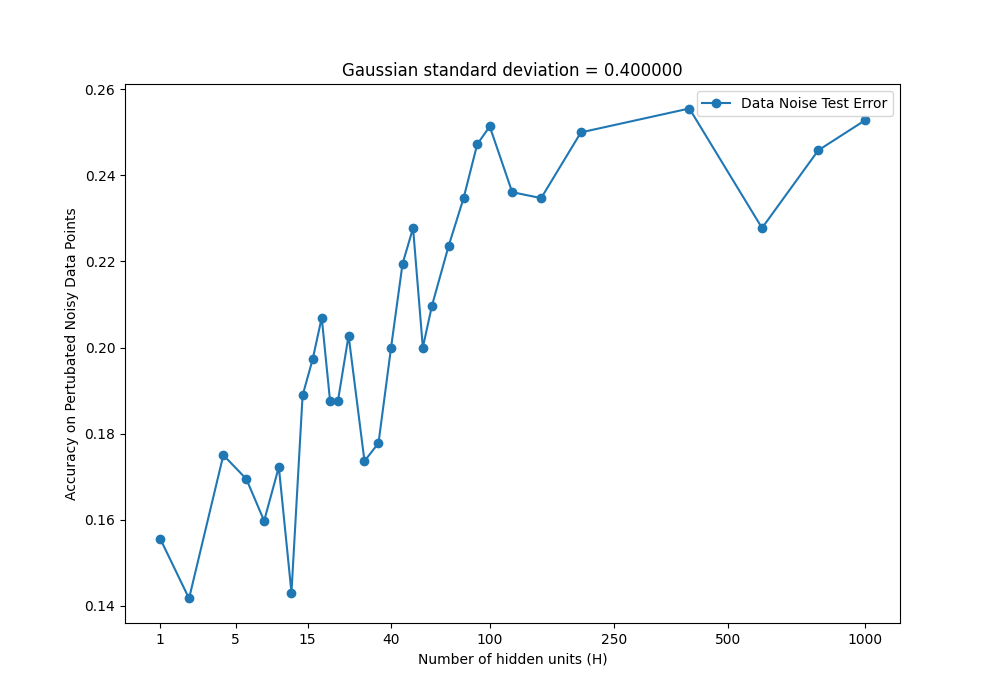 Gaussian standard deviation = 0.400000
Data Noise Test Error
Accuracy on Pertubated Noisy Data Points
0.26
0.24
0.22
0.20
0.18
0.16
0.14
1 5 15 40 100 250 500 1000
Number of hidden units (H)